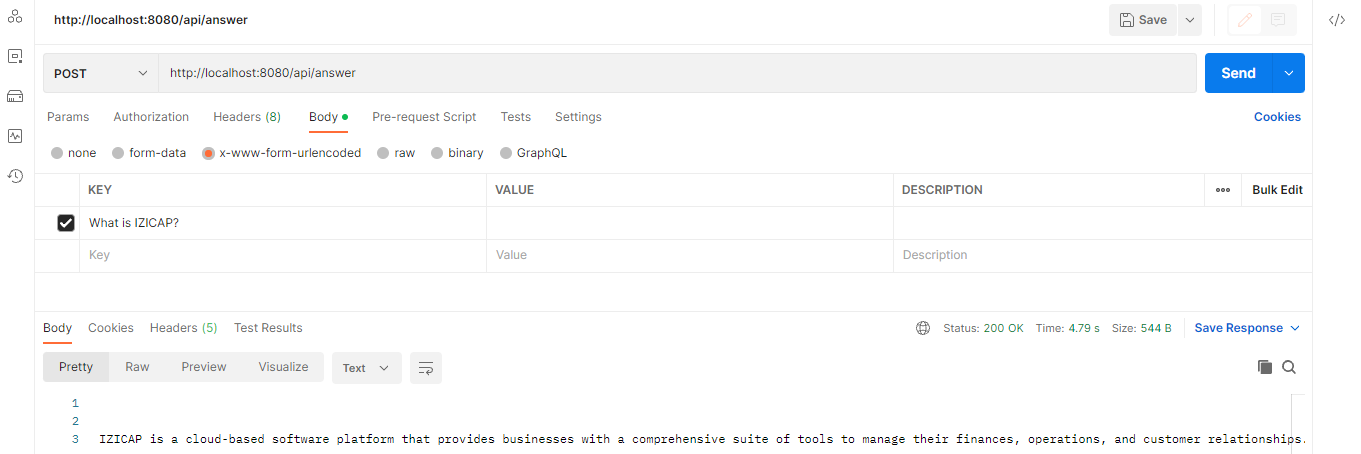 http://localhost:8080/api/answer
Save
</>
POST
http://localhost:8080/api/answer
Send
Params Authorization Headers (8) Body Pre-request Script Tests Settings Cookies
none form-data x-www-form-urlencoded raw binary GraphQL
KEY VALUE DESCRIPTION ••• Bulk Edit
What is IZICAP?
Key Value Description
Body Cookies Headers (5) Test Results Status: 200 OK Time: 4.79 s Size: 544 B Save Response
Pretty Raw Preview Visualize Text
1
2
3 IZICAP is a cloud-based software platform that provides businesses with a comprehensive suite of tools to manage their finances, operations, and customer relationships.